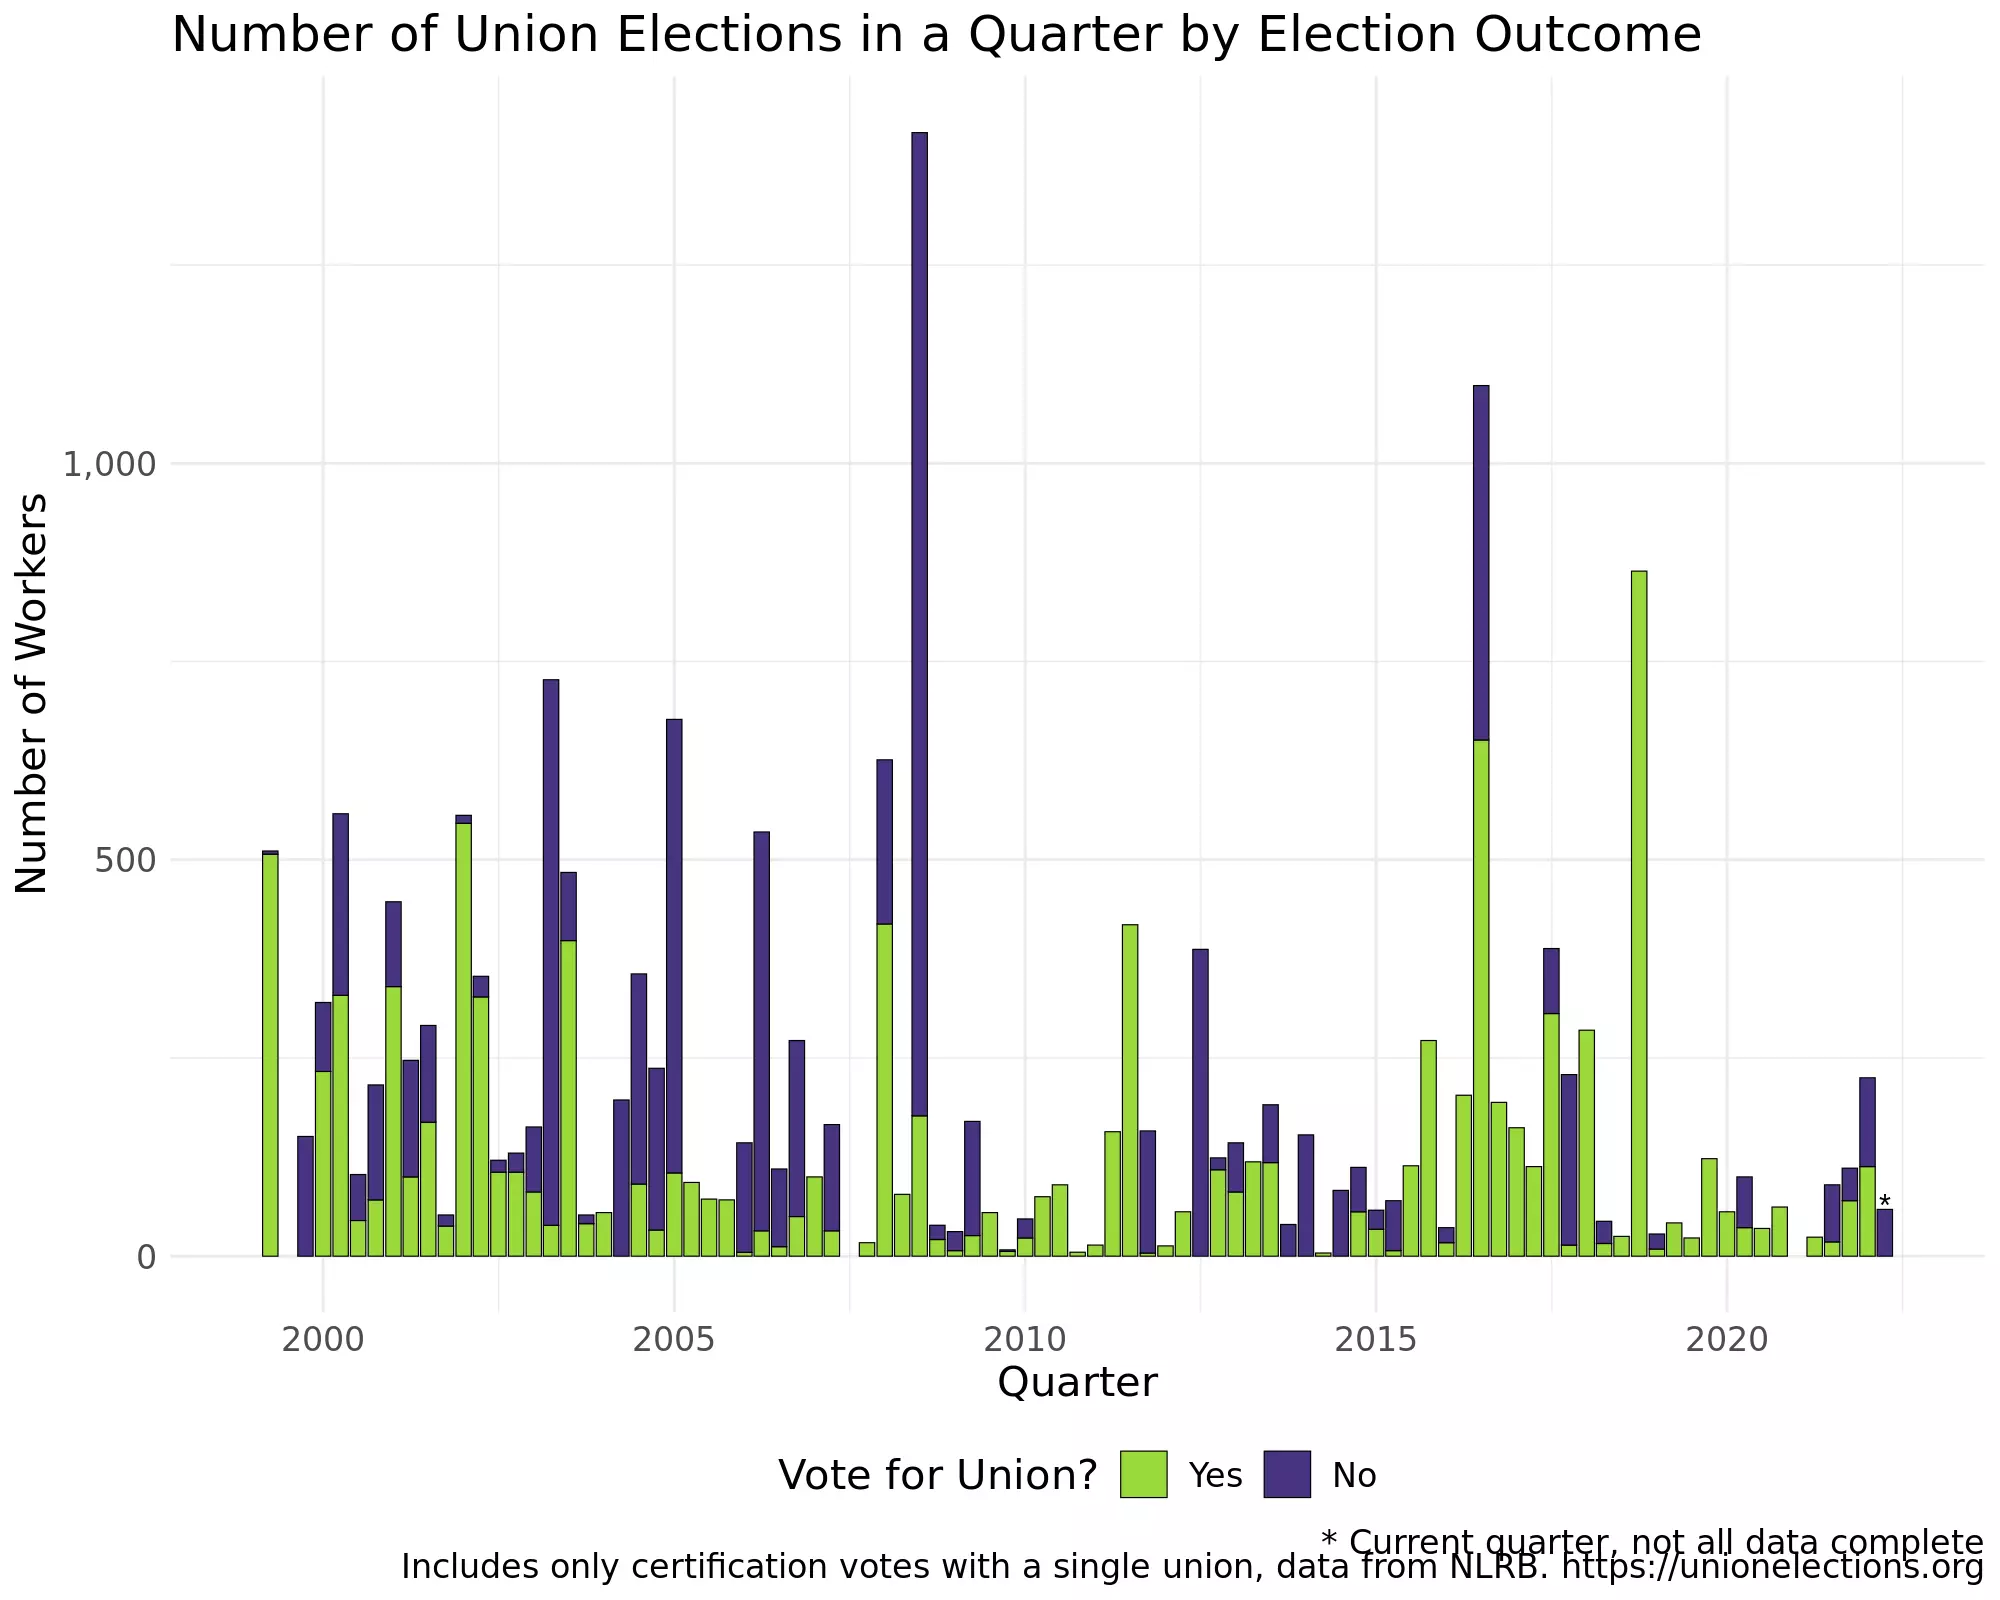 Number of Union Elections in a Quarter by Election Outcome
Number of Workers
1,000
500
0
*
2000 2005 2010 2015 2020
Quarter
Vote for Union? Yes No
* Current quarter, not all data complete
Includes only certification votes with a single union, data from NLRB. https://unionelections.org